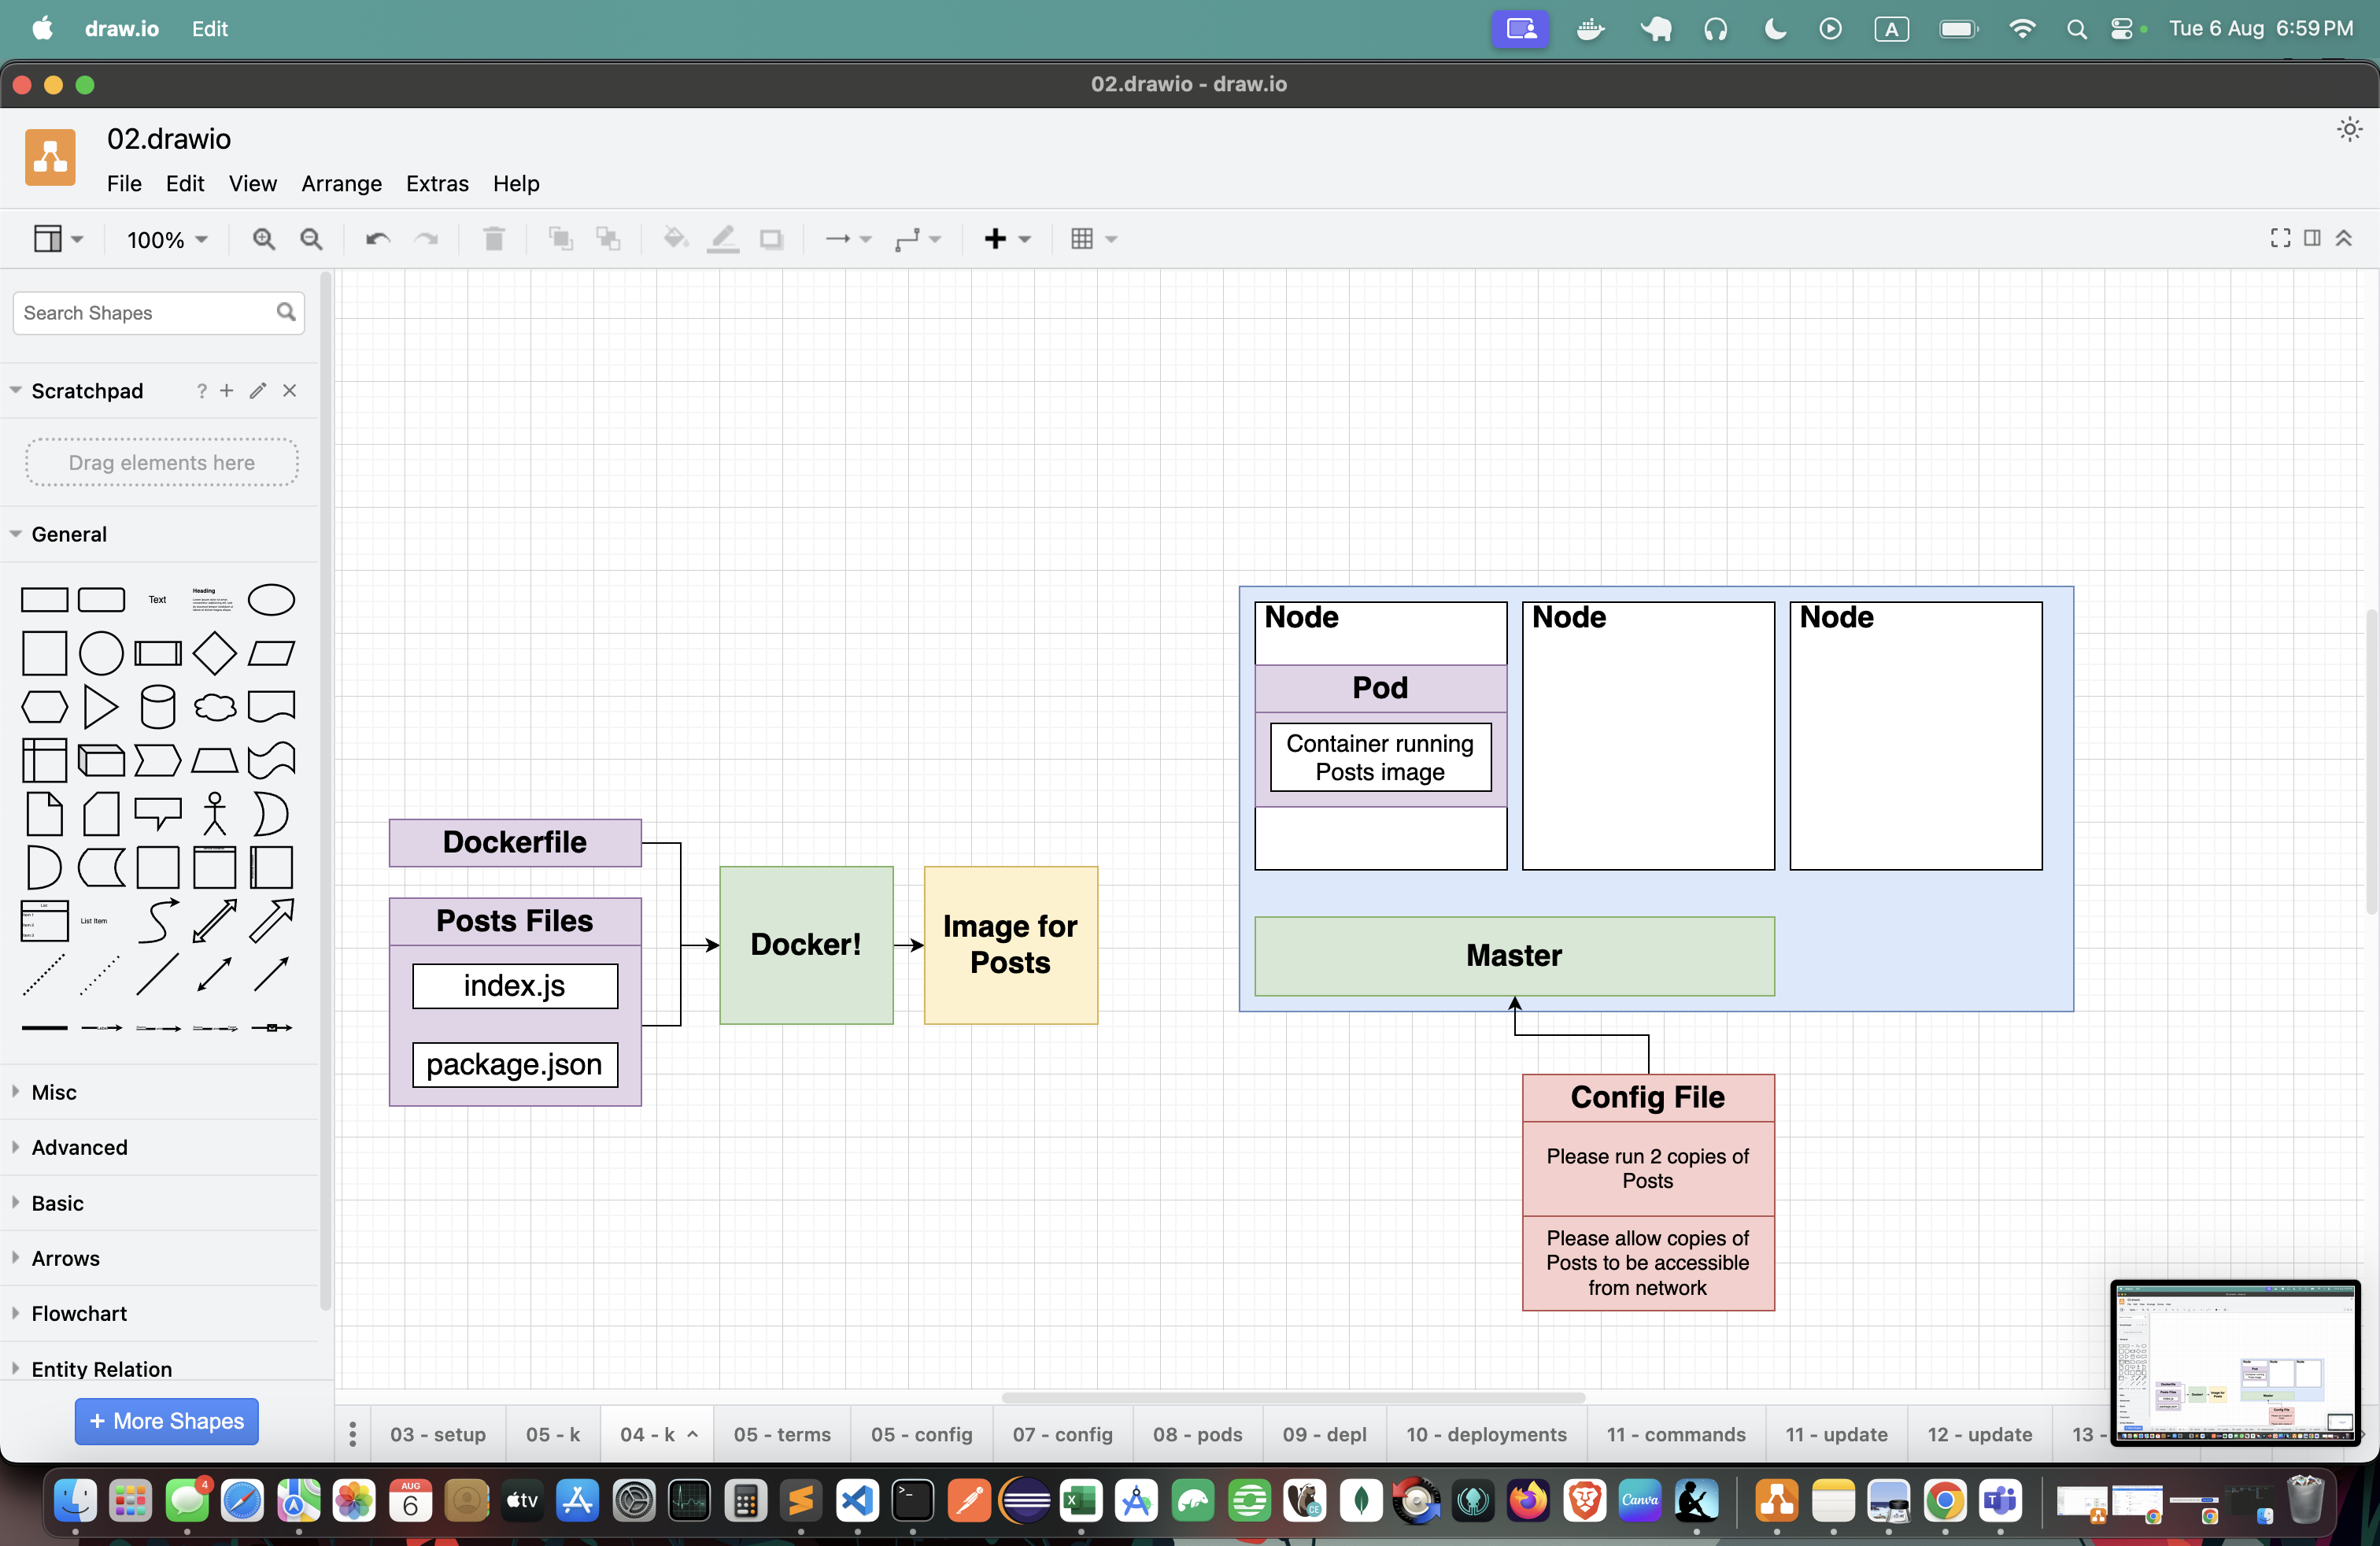 draw.io Edit
A
Tue 6 Aug 6:59 PM
02.drawio - draw.io
02.drawio
File Edit View Arrange Extras Help
100%
Search Shapes
Scratchpad
?
Drag elements here
General
Text
Heading
List
List Item
Misc
Advanced
Basic
Arrows
Flowchart
Entity Relation
+ More Shapes
Dockerfile
Posts Files
index.js
package.json
Docker!
Image for
Posts
Node
Pod
Container running
Posts image
Node
Node
Master
Config File
Please run 2 copies of
Posts
Please allow copies of
Posts to be accessible
from network
03 - setup
05 - k
04 - k
05 - terms
05 - config
07 - config
08 - pods
09 - depl
10 - deployments
11 - commands
11 - update
12 - update
13 -
4
AUG
6
tv
CE
Canva